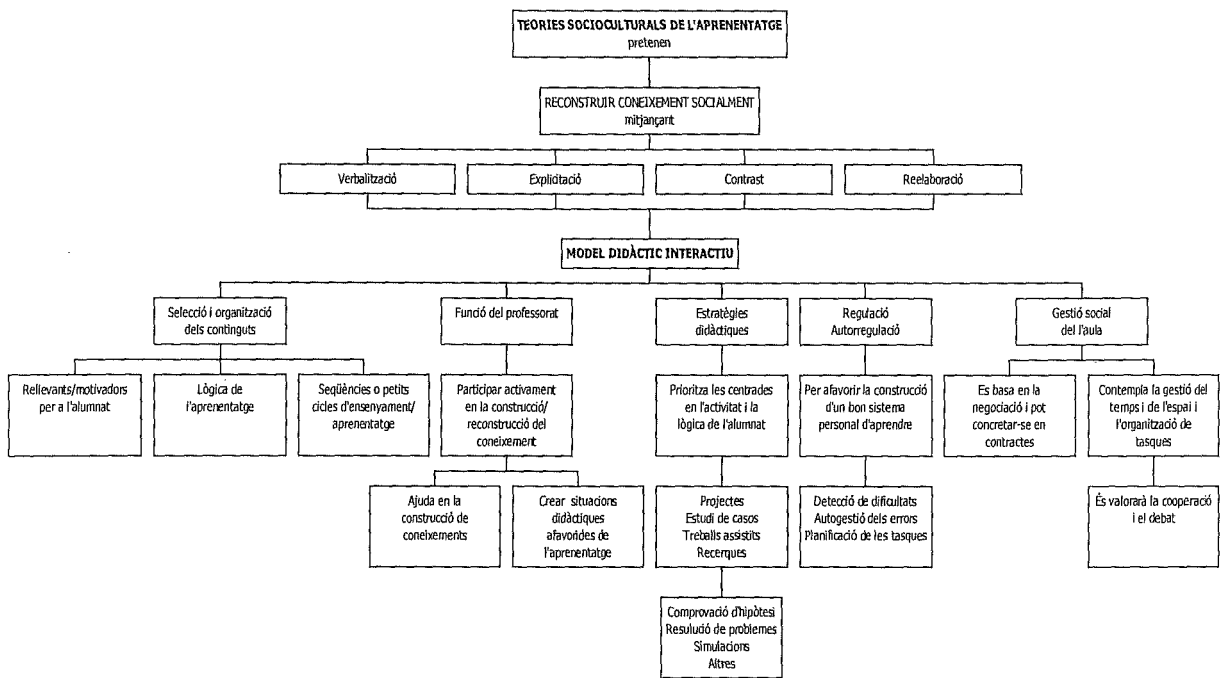 TEORIES SOCIOCULTURALS DE L'APRENENTATGE
pretenen
RECONSTRUIR CONEIXEMENT SOCIALMENT
mitjançant
Verbalització
Explicitació
Contrast
Reelaboració
MODEL DIDÀCTIC INTERACTIU
Selecció i organització
dels continguts
Funció del professorat
Estratègies
didàctiques
Regulació
Autorregulació
Gestió social
de l'aula
Rellevants/motivadors
per a l'alumnat
Lògica de
l'aprenentatge
Seqüències o petits
cicles d'ensenyament/
aprenentatge
Participar activament
en la construcció/
reconstrucció del
coneixement
Prioritza les centrades
en l'activitat i la
lògica de l'alumnat
Per afavorir la construcció
d'un bon sistema
personal d'aprendre
Es basa en la
negociació i pot
concretar-se en
contractes
Contempla la gestió del
temps i de l'espai i
l'organització de
tasques
Ajuda en la
construcció de
coneixements
Crear situacions
didàctiques
afavorides de
l'aprenentatge
Projectes
Estudi de casos
Treballs assistits
Recerques
Detecció de dificultats
Autogestió dels errors
Planificació de les tasques
És valorarà la cooperació
i el debat
Comprovació d'hipòtesi
Resulució de problemes
Simulacions
Altres